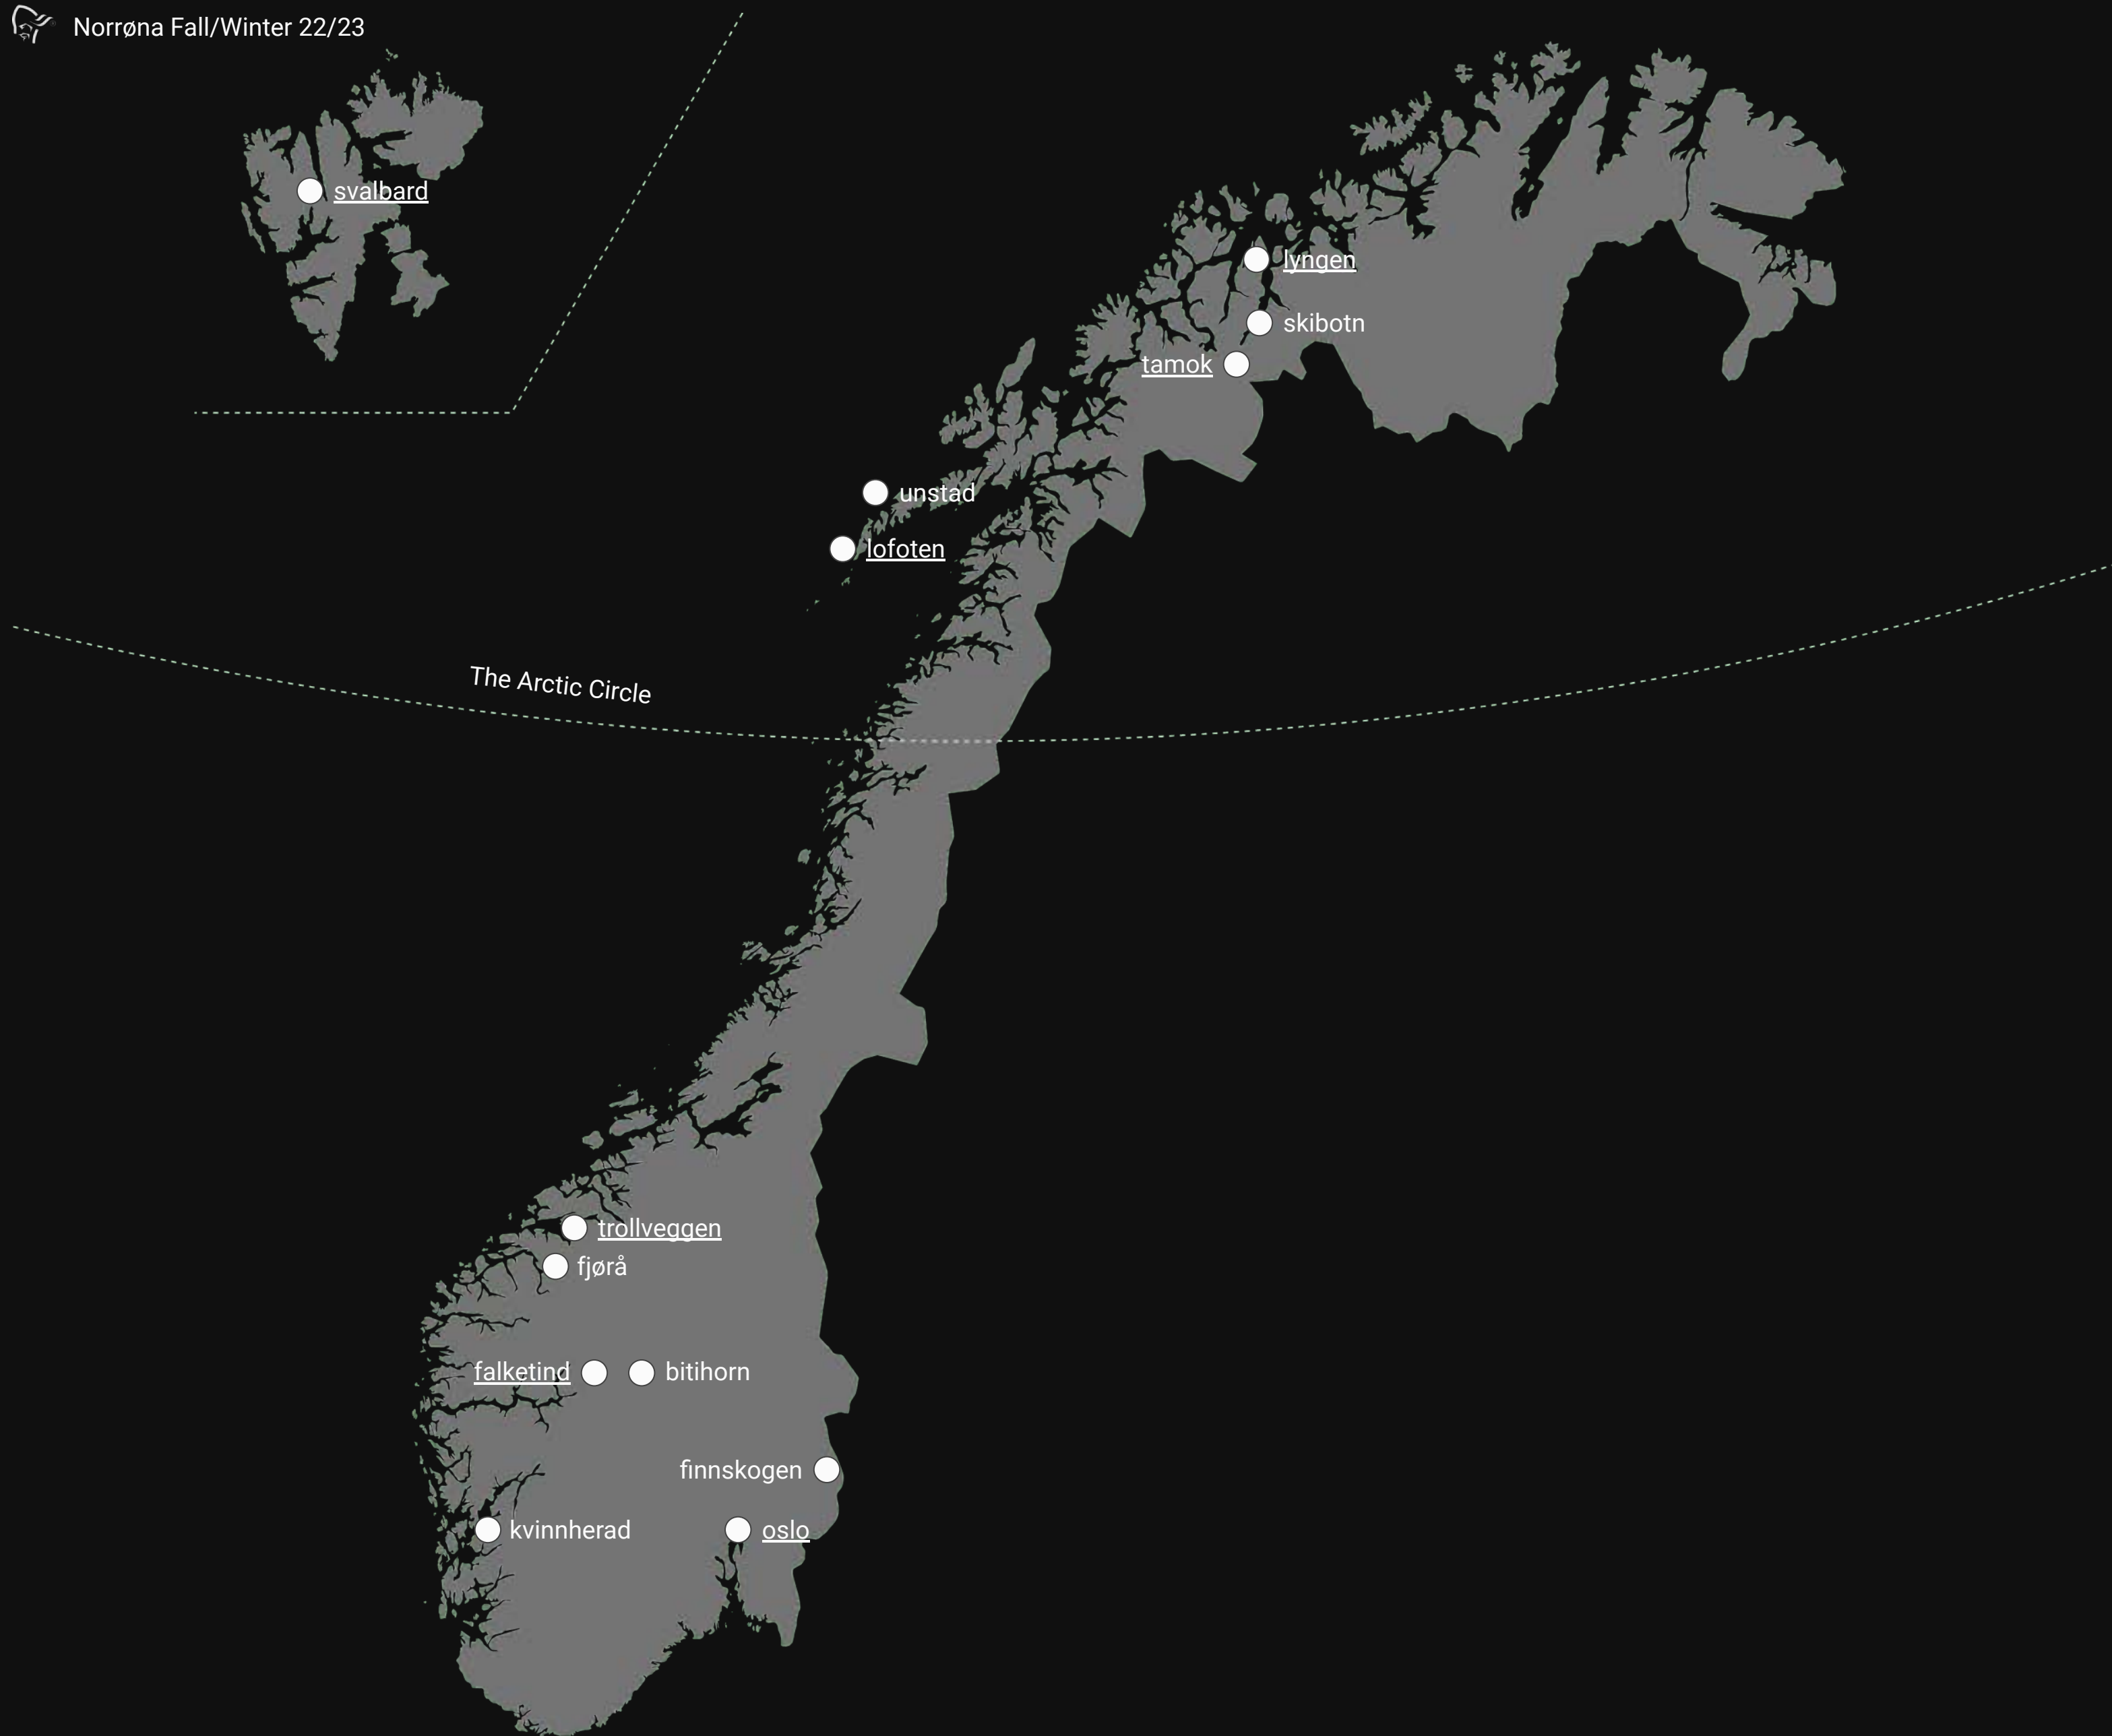 Norrøna Fall/Winter 22/23
svalbard
lyngen
skibotn
tamok
unstad
lofoten
The Arctic Circle
trollveggen
fjørå
falketind
bitihorn
finnskogen
kvinnherad
oslo